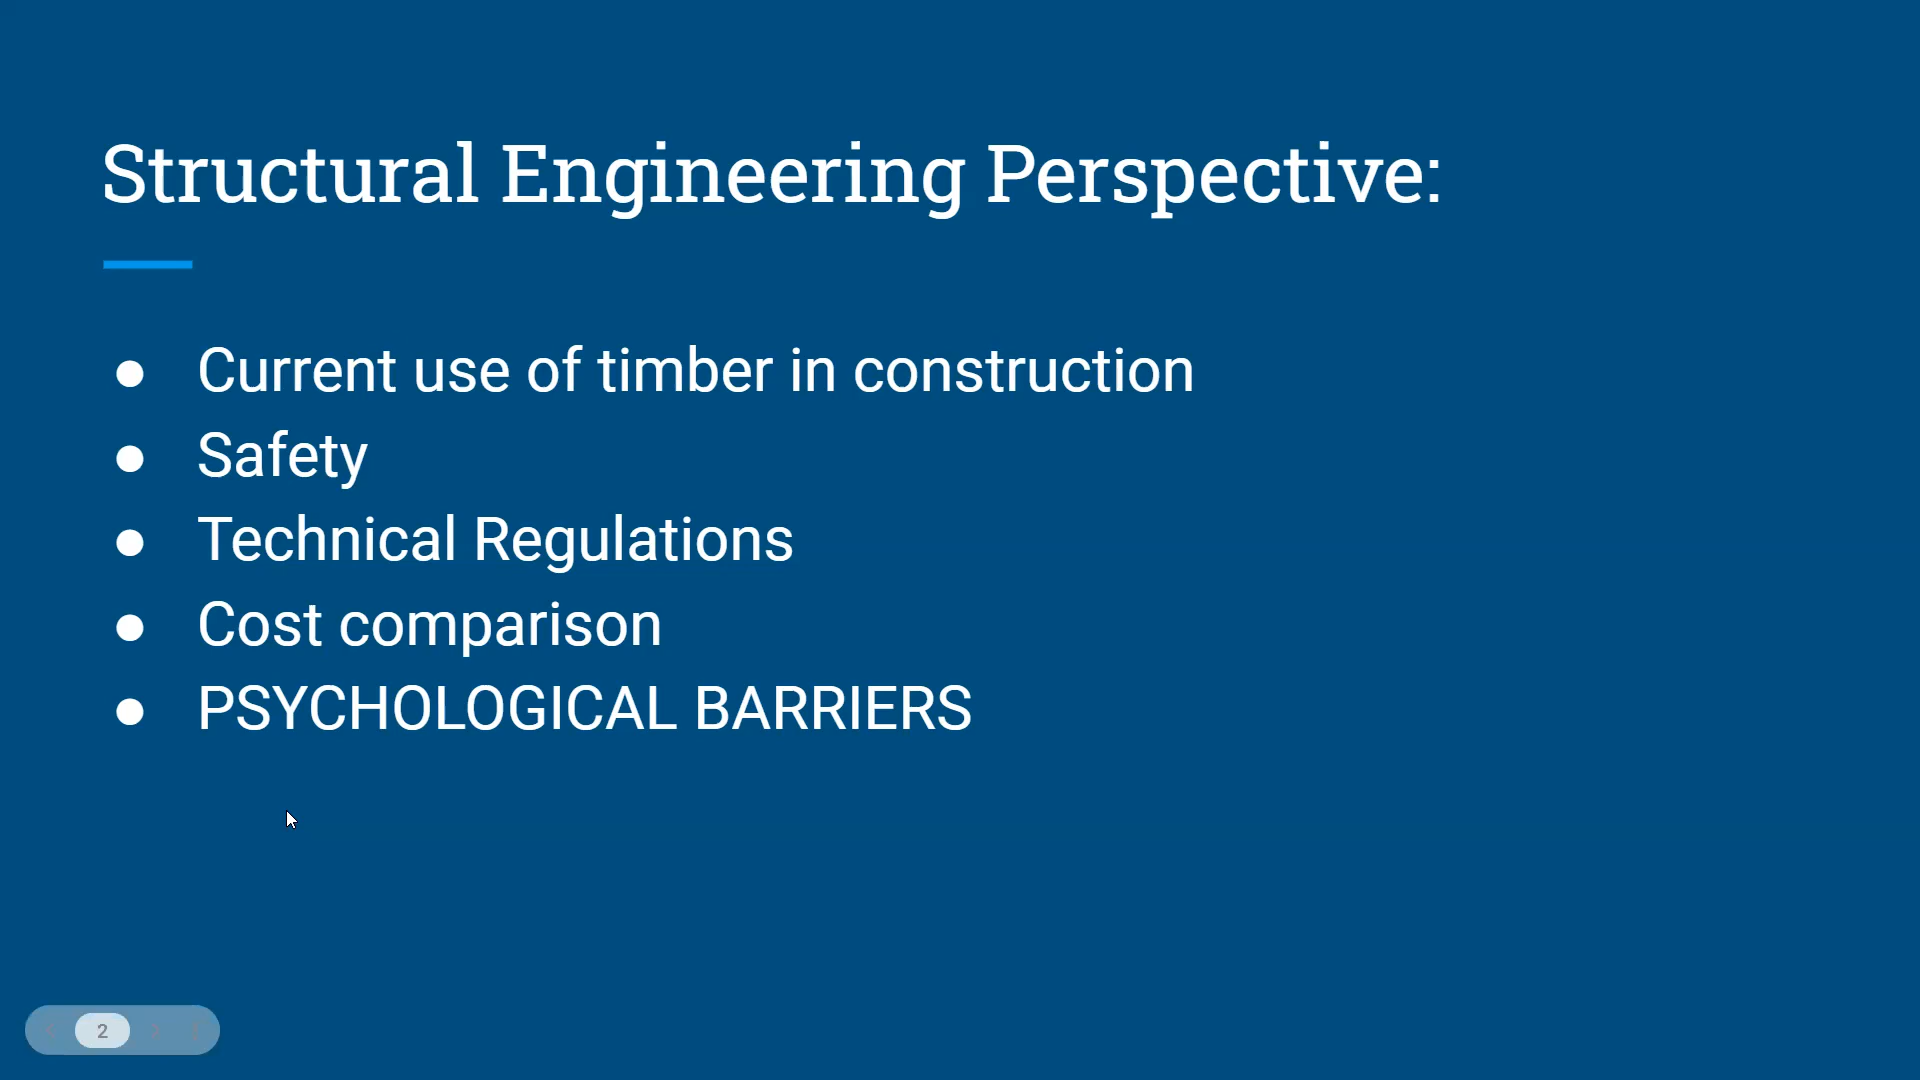 Structural Engineering Perspective:
● Current use of timber in construction
● Safety
● Technical Regulations
● Cost comparison
● PSYCHOLOGICAL BARRIERS
2